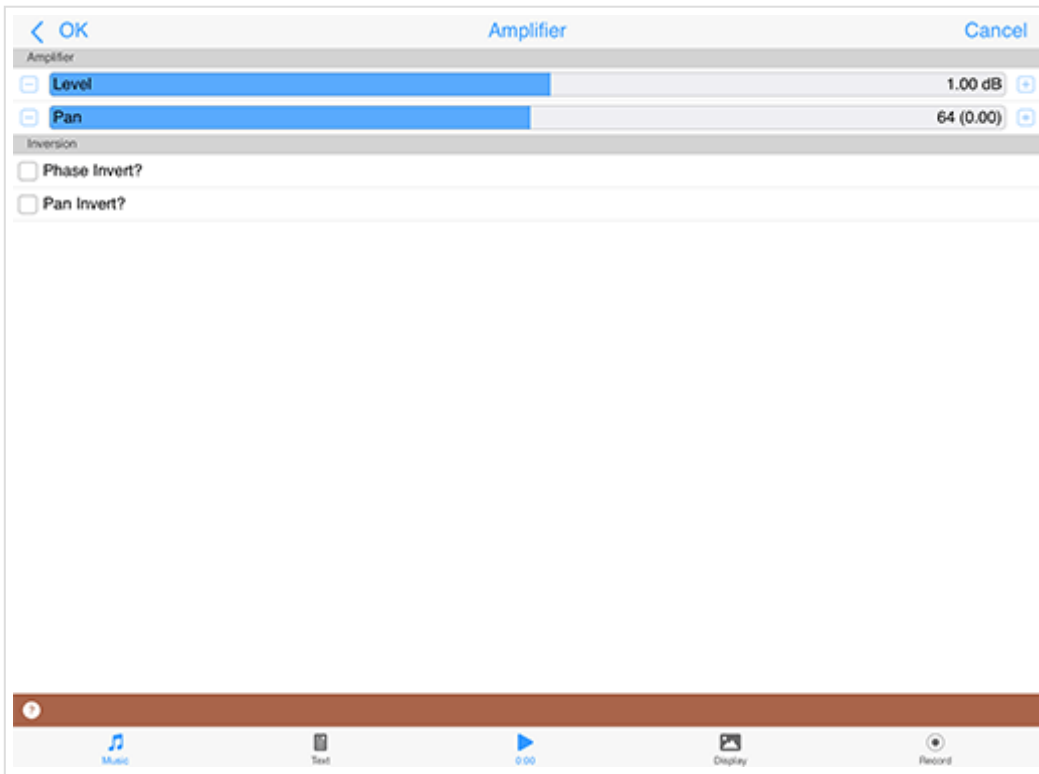 OK Amplifier Cancel
Amplifier
Level 1.00 dB
Pan 64 (0.00)
Inversion
Phase Invert?
Pan Invert?
?
Music Text 0:00 Display Record